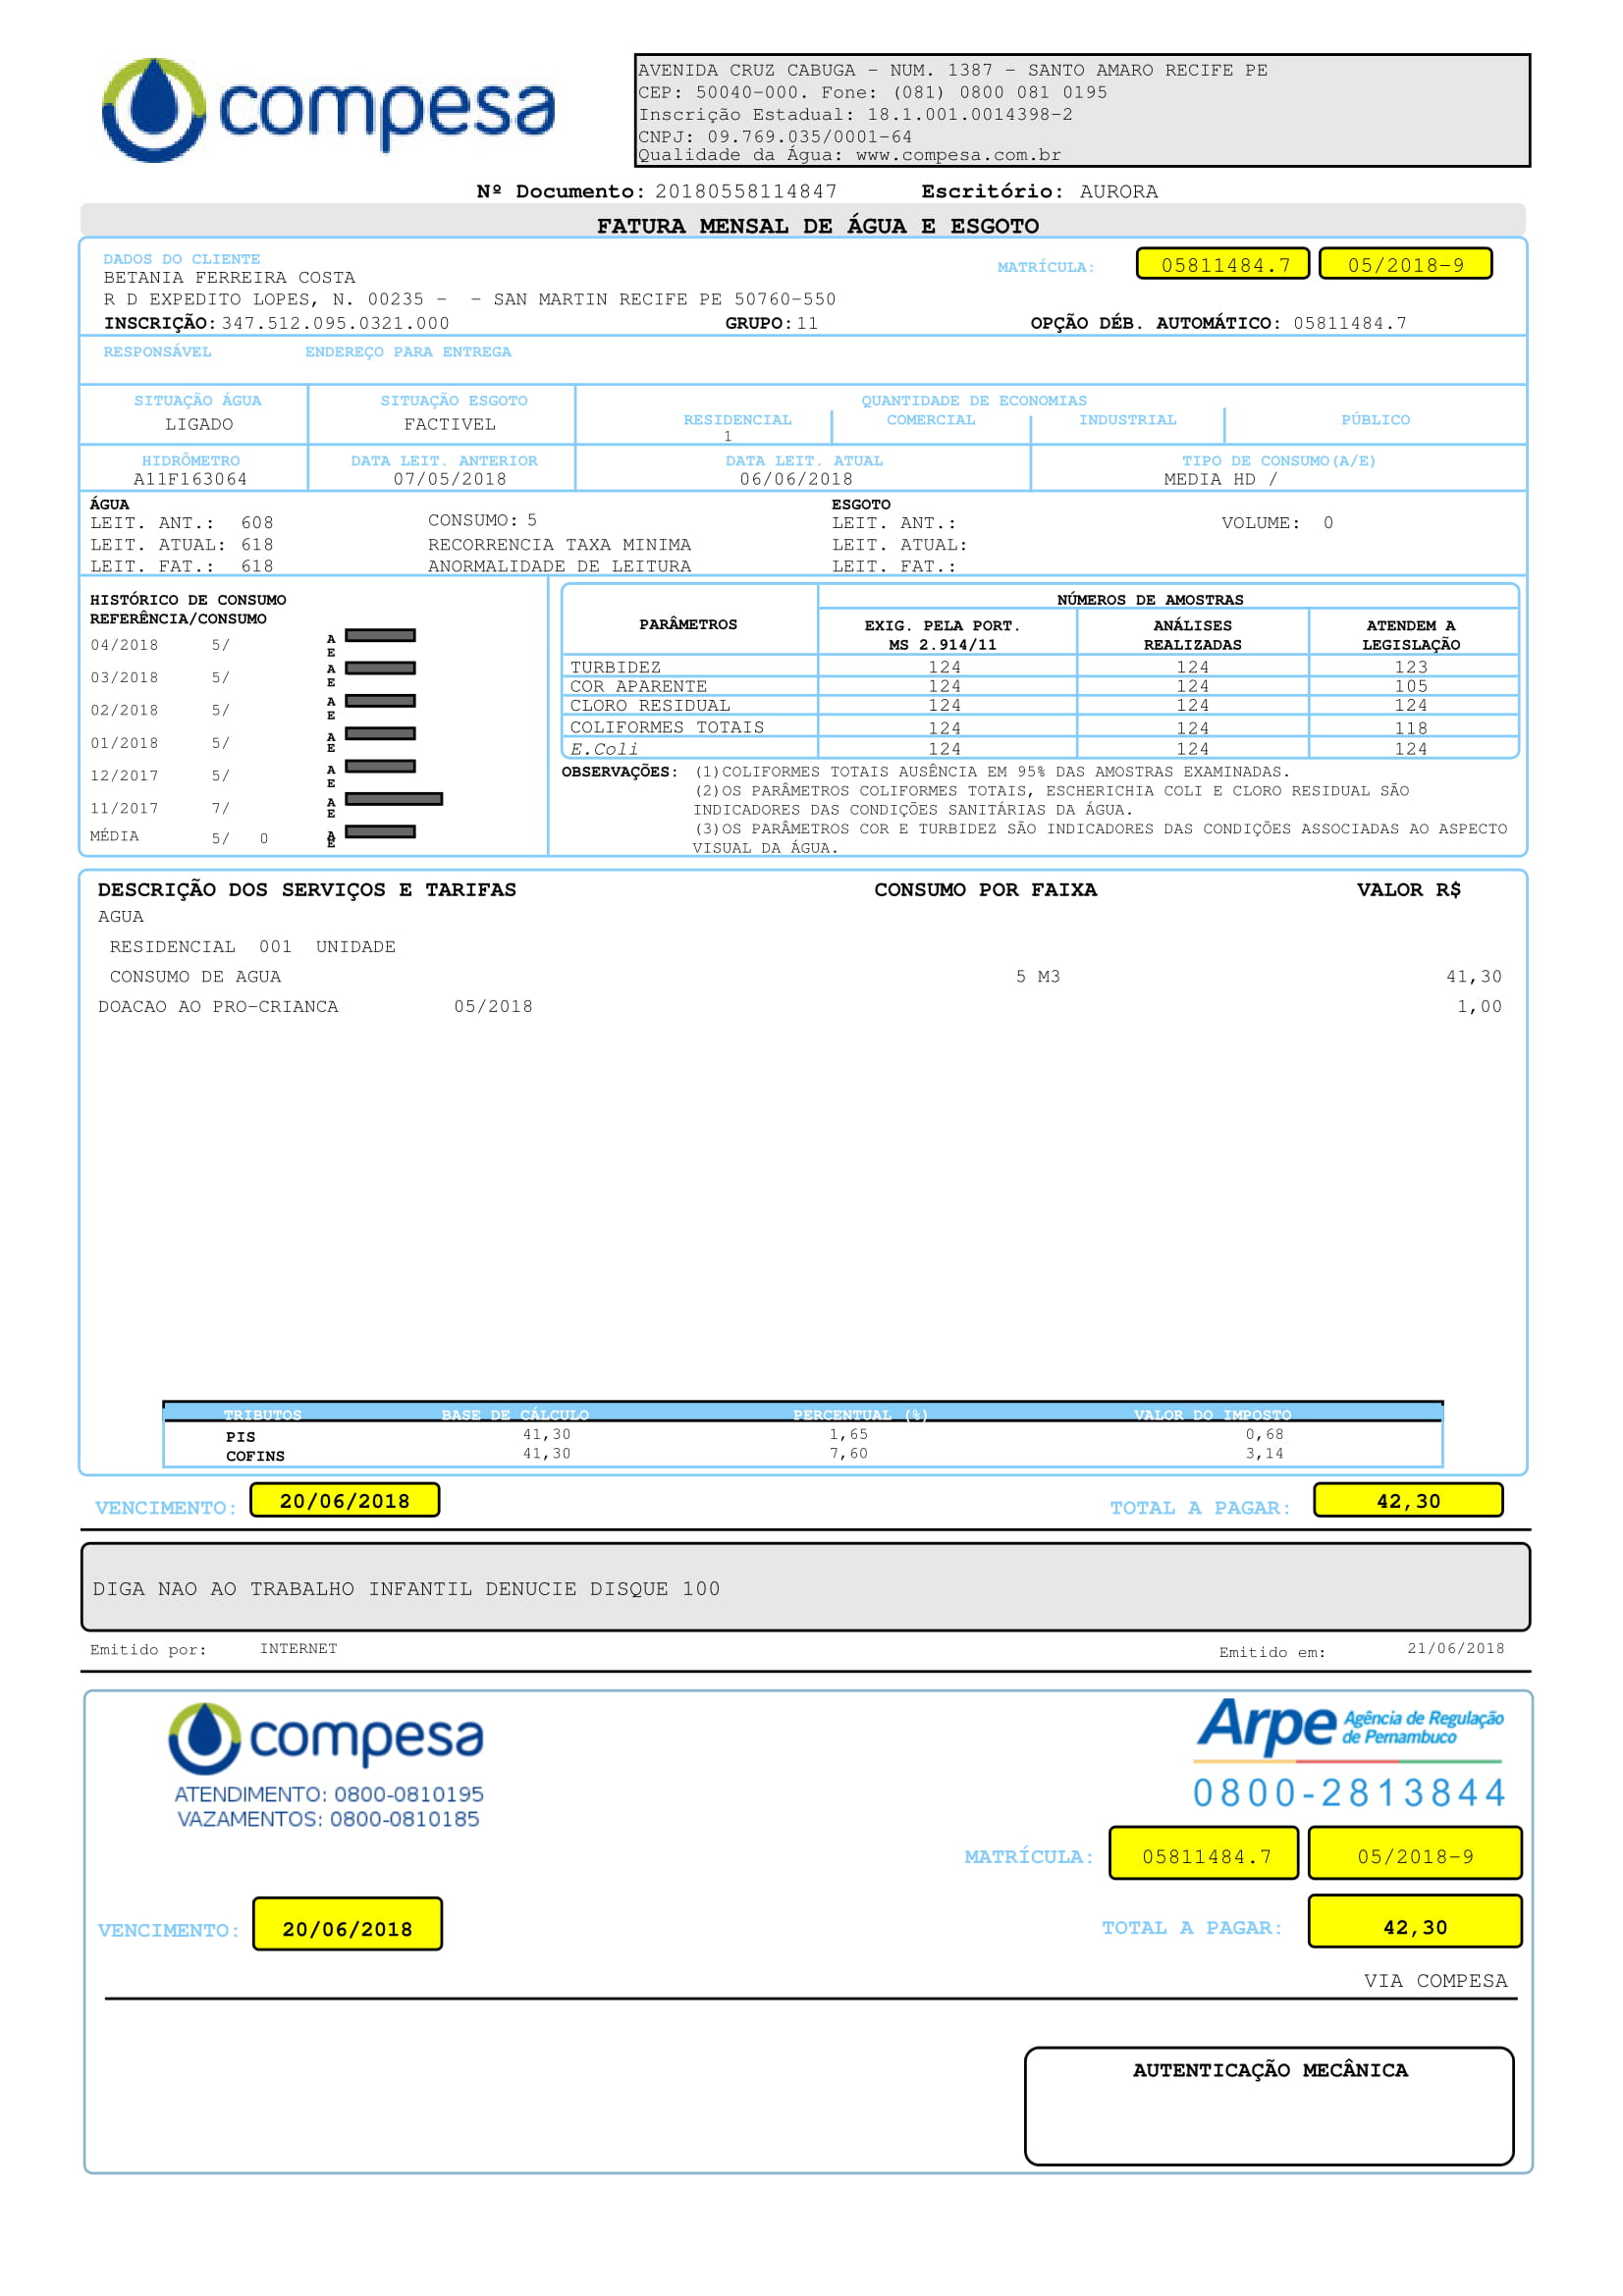 compesa
AVENIDA CRUZ CABUGA - NUM. 1387 - SANTO AMARO RECIFE PE
CEP: 50040-000. Fone: (081) 0800 081 0195
Inscrição Estadual: 18.1.001.0014398-2
CNPJ: 09.769.035/0001-64
Qualidade da Água: www.compesa.com.br
Nº Documento: 20180558114847 Escritório: AURORA
FATURA MENSAL DE ÁGUA E ESGOTO
DADOS DO CLIENTE
BETANIA FERREIRA COSTA
MATRÍCULA: 05811484.7 05/2018-9
R D EXPEDITO LOPES, N. 00235 - - SAN MARTIN RECIFE PE 50760-550
INSCRIÇÃO: 347.512.095.0321.000 GRUPO: 11 OPÇÃO DÉB. AUTOMÁTICO: 05811484.7
RESPONSÁVEL ENDEREÇO PARA ENTREGA
SITUAÇÃO ÁGUA SITUAÇÃO ESGOTO QUANTIDADE DE ECONOMIAS
LIGADO FACTIVEL RESIDENCIAL COMERCIAL INDUSTRIAL PÚBLICO
1
HIDRÔMETRO DATA LEIT. ANTERIOR DATA LEIT. ATUAL TIPO DE CONSUMO(A/E)
A11F163064 07/05/2018 06/06/2018 MEDIA HD /
ÁGUA ESGOTO
LEIT. ANT.: 608 CONSUMO: 5 LEIT. ANT.: VOLUME: 0
LEIT. ATUAL: 618 RECORRENCIA TAXA MINIMA LEIT. ATUAL:
LEIT. FAT.: 618 ANORMALIDADE DE LEITURA LEIT. FAT.:
HISTÓRICO DE CONSUMO
REFERÊNCIA/CONSUMO
04/2018 5/ A
E
03/2018 5/ A
E
02/2018 5/ A
E
01/2018 5/ A
E
12/2017 5/ A
E
11/2017 7/ A
E
MÉDIA 5/ 0 A
E
PARÂMETROS NÚMEROS DE AMOSTRAS
EXIG. PELA PORT. ANÁLISES ATENDEM A
MS 2.914/11 REALIZADAS LEGISLAÇÃO
TURBIDEZ 124 124 123
COR APARENTE 124 124 105
CLORO RESIDUAL 124 124 124
COLIFORMES TOTAIS 124 124 118
E.Coli 124 124 124
OBSERVAÇÕES: (1)COLIFORMES TOTAIS AUSÊNCIA EM 95% DAS AMOSTRAS EXAMINADAS.
(2)OS PARÂMETROS COLIFORMES TOTAIS, ESCHERICHIA COLI E CLORO RESIDUAL SÃO
INDICADORES DAS CONDIÇÕES SANITÁRIAS DA ÁGUA.
(3)OS PARÂMETROS COR E TURBIDEZ SÃO INDICADORES DAS CONDIÇÕES ASSOCIADAS AO ASPECTO
VISUAL DA ÁGUA.
DESCRIÇÃO DOS SERVIÇOS E TARIFAS CONSUMO POR FAIXA VALOR R$
AGUA
RESIDENCIAL 001 UNIDADE
CONSUMO DE AGUA 5 M3 41,30
DOACAO AO PRO-CRIANCA 05/2018 1,00
TRIBUTOS BASE DE CÁLCULO PERCENTUAL (%) VALOR DO IMPOSTO
PIS 41,30 1,65 0,68
COFINS 41,30 7,60 3,14
VENCIMENTO: 20/06/2018 TOTAL A PAGAR: 42,30
DIGA NAO AO TRABALHO INFANTIL DENUCIE DISQUE 100
Emitido por: INTERNET Emitido em: 21/06/2018
compesa
ATENDIMENTO: 0800-0810195
VAZAMENTOS: 0800-0810185
Arpe Agência de Regulação
de Pernambuco
0800-2813844
MATRÍCULA: 05811484.7 05/2018-9
VENCIMENTO: 20/06/2018 TOTAL A PAGAR: 42,30
VIA COMPESA
AUTENTICAÇÃO MECÂNICA